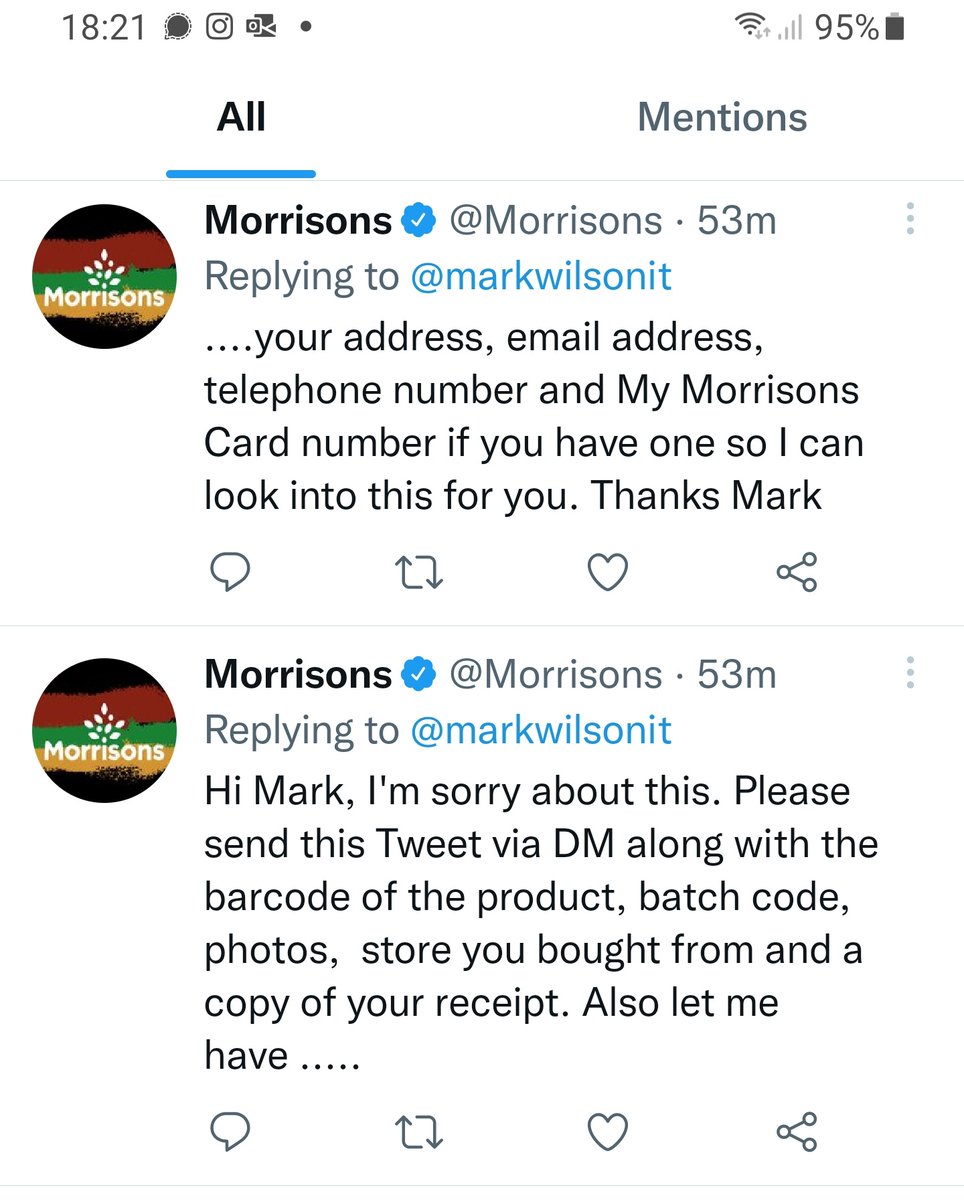 18:21 95%
All Mentions
Morrisons @Morrisons · 53m
Replying to @markwilsonit
....your address, email address,
telephone number and My Morrisons
Card number if you have one so I can
look into this for you. Thanks Mark
Morrisons
Morrisons @Morrisons · 53m
Replying to @markwilsonit
Hi Mark, I'm sorry about this. Please
send this Tweet via DM along with the
barcode of the product, batch code,
photos,  store you bought from and a
copy of your receipt. Also let me
have .....
Morrisons